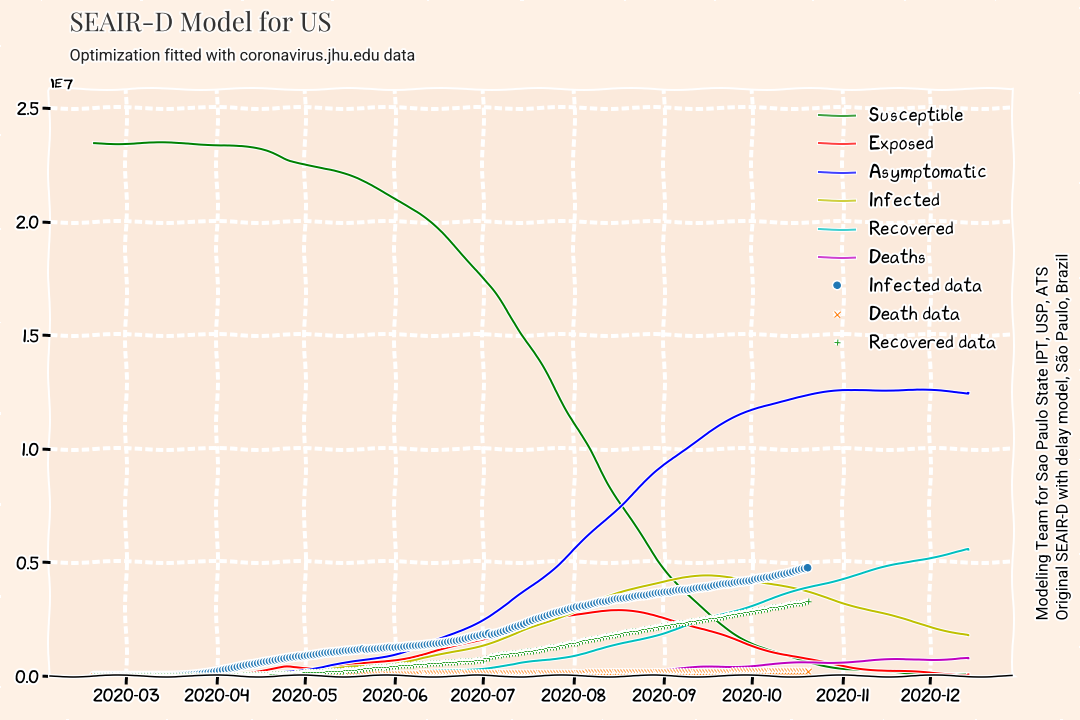 SEAIR-D Model for US
Optimization fitted with coronavirus.jhu.edu data
1E7
2.5
2.0
1.5
1.0
0.5
0.0
2020-03
2020-04
2020-05
2020-06
2020-07
2020-08
2020-09
2020-10
2020-11
2020-12
Susceptible
Exposed
Asymptomatic
Infected
Recovered
Deaths
Infected data
Death data
Recovered data
Modeling Team for Sao Paulo State IPT, USP, ATS
Original SEAIR-D with delay model, São Paulo, Brazil